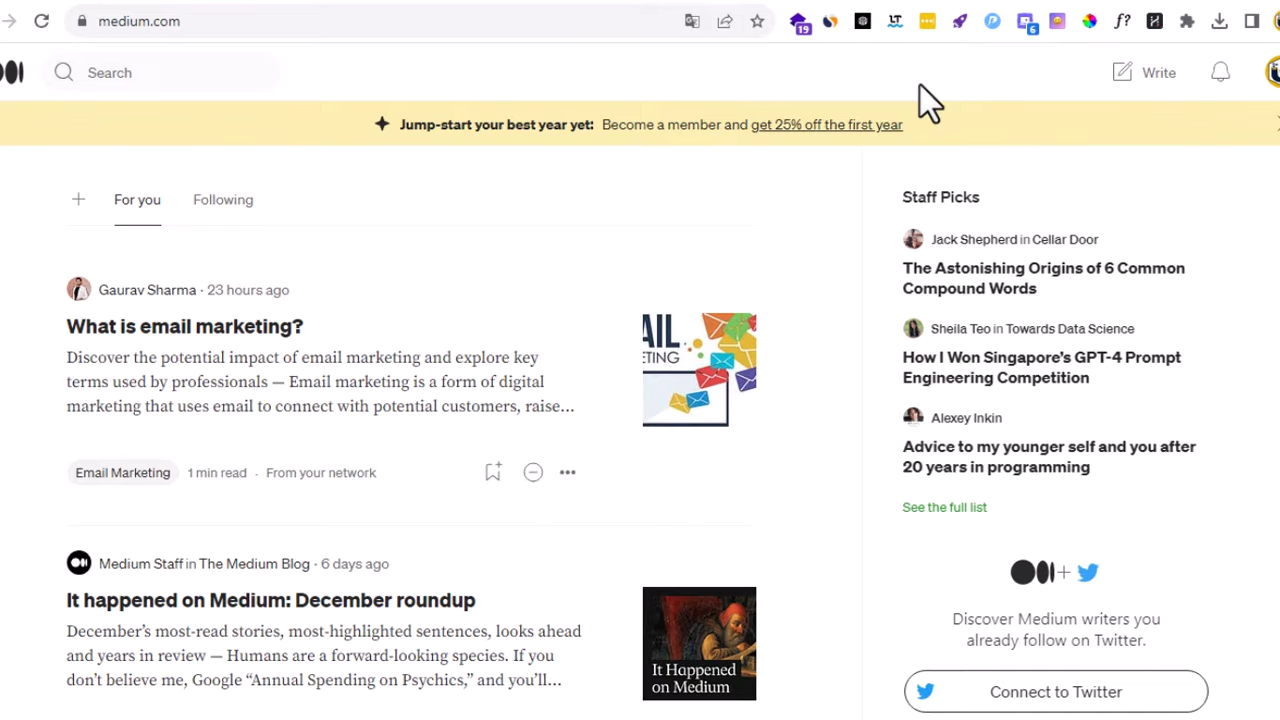 medium.com
19
LT
6
f?
Search
Write
Jump-start your best year yet: Become a member and get 25% off the first year
For you
Following
Gaurav Sharma · 23 hours ago
What is email marketing?
Discover the potential impact of email marketing and explore key
terms used by professionals — Email marketing is a form of digital
marketing that uses email to connect with potential customers, raise...
AIL
ETING
Email Marketing
1 min read · From your network
Medium Staff in The Medium Blog · 6 days ago
It happened on Medium: December roundup
December's most-read stories, most-highlighted sentences, looks ahead
and years in review — Humans are a forward-looking species. If you
don't believe me, Google “Annual Spending on Psychics,” and you'll...
It Happened
on Medium
Staff Picks
Jack Shepherd in Cellar Door
The Astonishing Origins of 6 Common
Compound Words
Sheila Teo in Towards Data Science
How I Won Singapore's GPT-4 Prompt
Engineering Competition
Alexey Inkin
Advice to my younger self and you after
20 years in programming
See the full list
Discover Medium writers you
already follow on Twitter.
Connect to Twitter